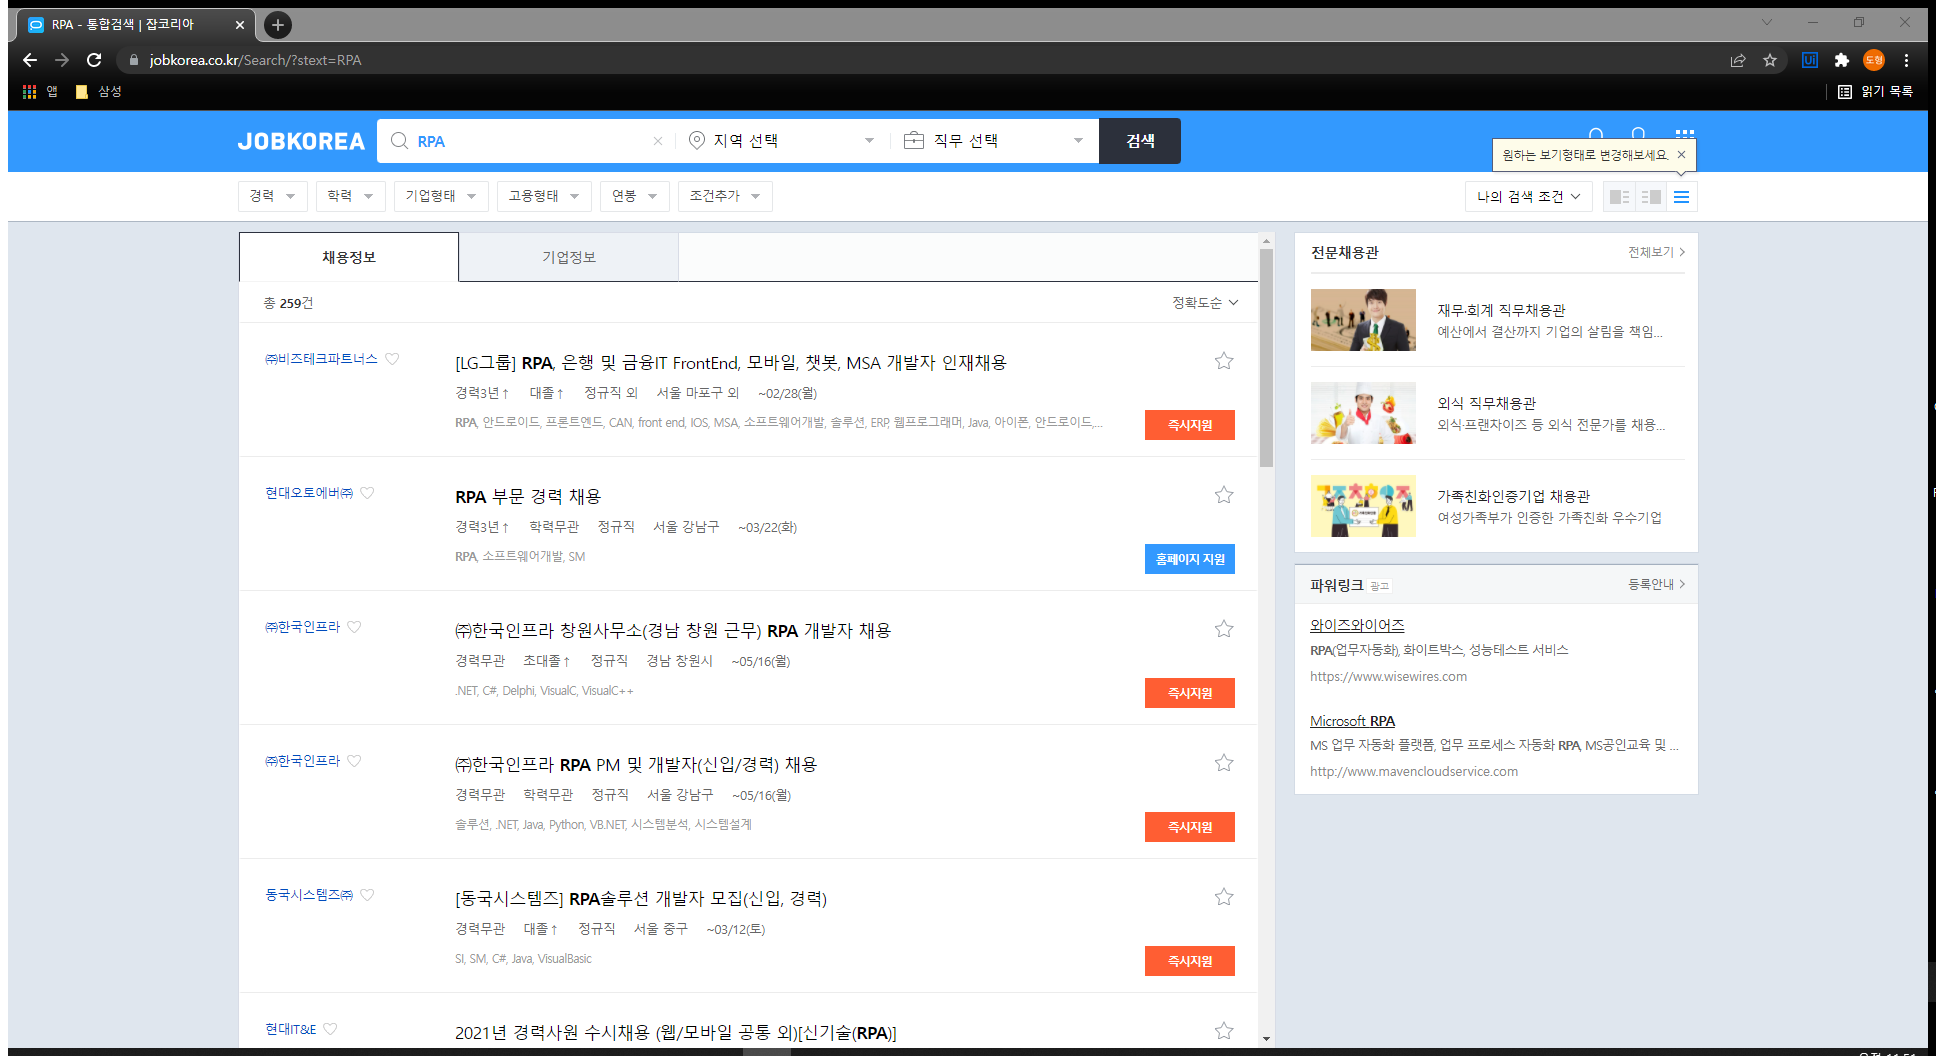 RPA - 통합검색 | 잡코리아
jobkorea.co.kr/Search/?stext=RPA
Ui
도형
앱
삼성
읽기 목록
JOBKOREA
RPA
지역 선택
직무 선택
검색
원하는 보기형태로 변경해보세요.
경력
학력
기업형태
고용형태
연봉
조건추가
나의 검색 조건
채용정보
기업정보
총 259건
정확도순
㈜비즈테크파트너스
[LG그룹] RPA, 은행 및 금융IT FrontEnd, 모바일, 챗봇, MSA 개발자 인재채용
경력3년↑ 대졸↑ 정규직 외 서울 마포구 외 ~02/28(월)
RPA, 안드로이드, 프론트엔드, CAN, front end, IOS, MSA, 소프트웨어개발, 솔루션, ERP, 웹프로그래머, Java, 아이폰, 안드로이드,...
즉시지원
현대오토에버㈜
RPA 부문 경력 채용
경력3년↑ 학력무관 정규직 서울 강남구 ~03/22(화)
RPA, 소프트웨어개발, SM
홈페이지 지원
㈜한국인프라
㈜한국인프라 창원사무소(경남 창원 근무) RPA 개발자 채용
경력무관 초대졸↑ 정규직 경남 창원시 ~05/16(월)
.NET, C#, Delphi, VisualC, VisualC++
즉시지원
㈜한국인프라
㈜한국인프라 RPA PM 및 개발자(신입/경력) 채용
경력무관 학력무관 정규직 서울 강남구 ~05/16(월)
솔루션, .NET, Java, Python, VB.NET, 시스템분석, 시스템설계
즉시지원
동국시스템즈㈜
[동국시스템즈] RPA솔루션 개발자 모집(신입, 경력)
경력무관 대졸↑ 정규직 서울 중구 ~03/12(토)
SI, SM, C#, Java, VisualBasic
즉시지원
현대IT&E
2021년 경력사원 수시채용 (웹/모바일 공통 외)[신기술(RPA)]
전문채용관
전체보기
재무·회계 직무채용관
예산에서 결산까지 기업의 살림을 책임...
외식 직무채용관
외식·프랜차이즈 등 외식 전문가를 채용...
가족친화인증기업 채용관
여성가족부가 인증한 가족친화 우수기업
파워링크 광고
등록안내
와이즈와이어즈
RPA(업무자동화), 화이트박스, 성능테스트 서비스
https://www.wisewires.com
Microsoft RPA
MS 업무 자동화 플랫폼, 업무 프로세스 자동화 RPA, MS공인교육 및 ...
http://www.mavencloudservice.com